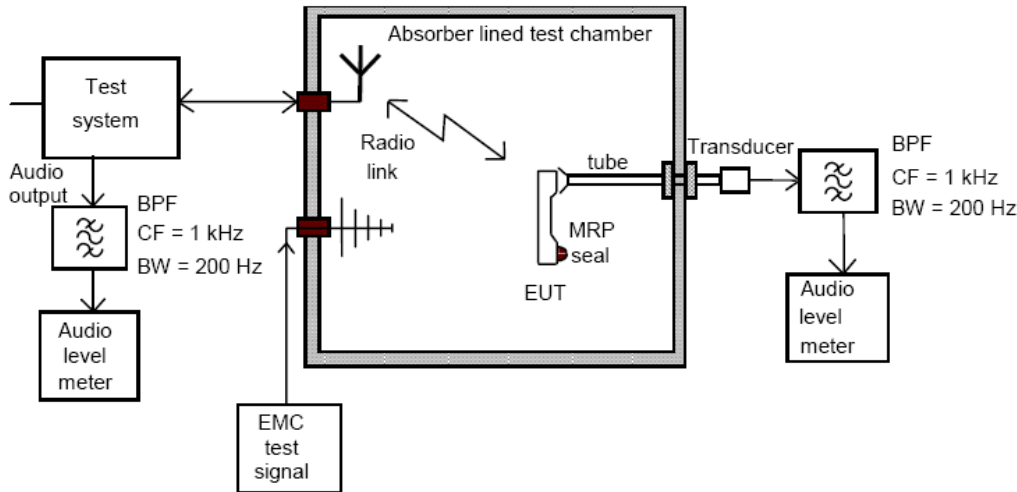 Absorber lined test chamber
Test
system
Audio
output
BPF
CF = 1 kHz
BW = 200 Hz
Audio
level
meter
Radio
link
EMC
test
signal
tube
MRP
seal
EUT
Transducer
BPF
CF = 1 kHz
BW = 200 Hz
Audio
level
meter